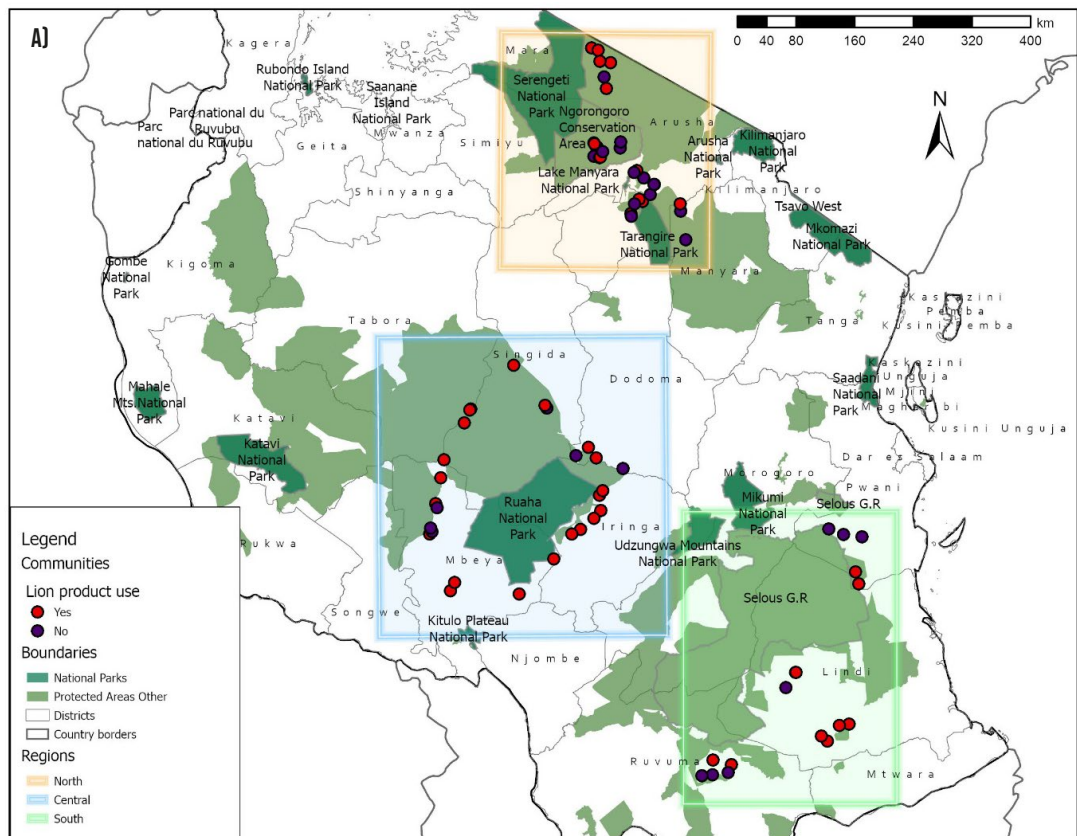 A)
km
0 40 80 160 240 320 400
N
Kagera
Mara
Rubondo Island
National Park
Saanane
Island
National Park
Serengeti
National
Park
Parc national du
Ruvubu
Parc
national du Ruvubu
Mwanza
Geita
Simiyu
Ngorongoro
Conservation
Area
Arusha
Arusha
National
Park
Kilimanjaro
National
Park
Lake Manyara
National Park
Shinyanga
Kilimanjaro
Tsavo West
Mkomazi
National Park
Tarangire
National Park
Gombe
National
Park
Kigoma
Manyara
Tanga
Kaskazini
Pemba
Kusini Pemba
Tabora
Singida
Dodoma
Kaskazini
Unguja
Saadani
National
Park
Mjini
Magharibi
Kusini Unguja
Mahale
Mts.National
Park
Katavi
Katavi
National
Park
Dar es Salaam
Morogoro
Pwani
Mikumi
National
Park
Selous G.R
Ruaha
National
Park
Iringa
Udzungwa Mountains
National Park
Rukwa
Mbeya
Selous G.R
Songwe
Kitulo Plateau
National Park
Njombe
Lindi
Ruvuma
Mtwara
Legend
Communities
Lion product use
Yes
No
Boundaries
National Parks
Protected Areas Other
Districts
Country borders
Regions
North
Central
South